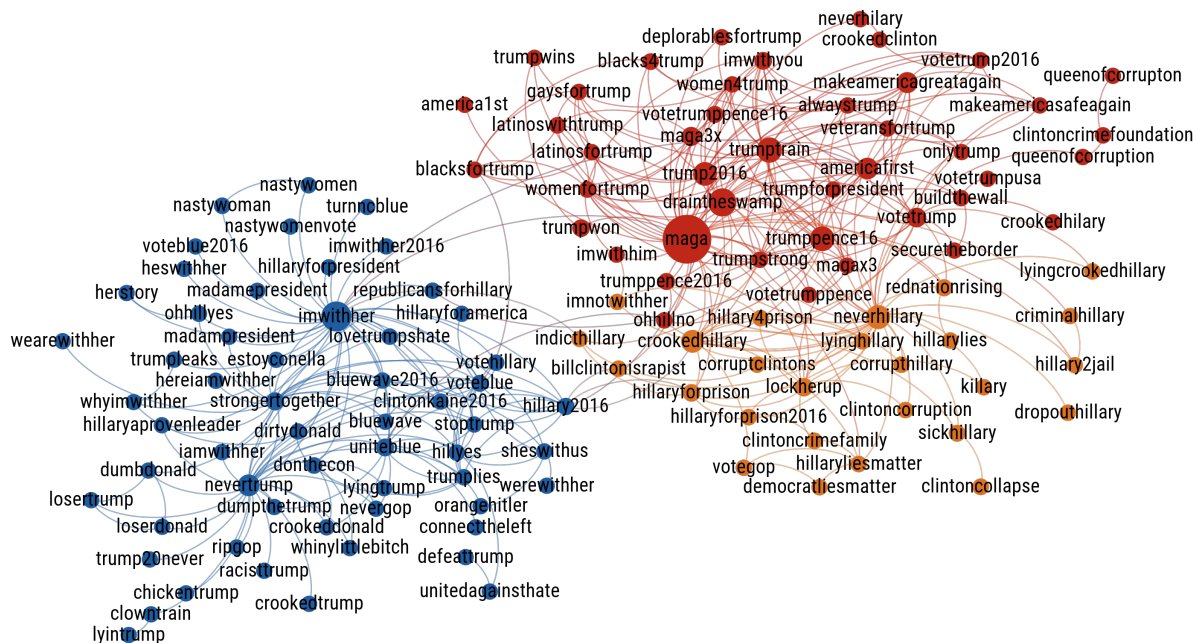 neverhilary
crookedclinton
deplorablesfortrump
trumpwins
blacks4trump
imwithyou
votetrump2016
queenofcorrupton
gaysfortrump
women4trump
makeamericagreatagain
america1st
alwaystrump
makeamericasafeagain
votetrumppence16
latinoswithtrump
maga3x
veteransfortrump
clintoncrimefoundation
latinosfortrump
trumptrain
onlytrump
queenofcorruption
blacksfortrump
trump2016
americafirst
votetrumpusa
womenfortrump
trumpforpresident
buildthewall
nastywomen
draintheswamp
nastywoman
turnncblue
votetrump
crookedhilary
nastywomenvote
trumpwon
maga
trumppence16
voteblue2016
imwithher2016
imwithhim
securetheborder
heswithher
hillaryforpresident
trumpstrong
magax3
lyingcrookedhillary
herstory
madamepresident
republicansforhillary
trumppence2016
rednationrising
imnotwithher
votetrumppence
ohhillyes
imwithher
hillaryforamerica
ohhillno
hillary4prison
neverhillary
criminalhillary
wearewithher
madampresident
lovetrumpshate
indicthillary
crookedhillary
lyinghillary
hillarylies
trumpleaks
estoyconella
votehillary
billclintonisrapist
corruptclintons
corrupthillary
hillary2jail
hereiamwithher
bluewave2016
voteblue
hillaryforprison
lockherup
killary
whyimwithher
strongertogether
clintonkaine2016
hillary2016
hillaryforprison2016
clintoncorruption
dropouthillary
hillaryaprovenleader
dirtydonald
bluewave
stoptrump
sickhillary
clintoncrimefamily
iamwithher
uniteblue
hillyes
sheswithus
dumbdonald
donthecon
votegop
hillaryliesmatter
nevertrump
lyingtrump
trumplies
werewithher
democratliesmatter
clintoncollapse
losertrump
dumpthetrump
nevergop
orangehitler
loserdonald
crookeddonald
connecttheleft
trump20never
ripgop
whinylittlebitch
defeattrump
racisttrump
chickentrump
crookedtrump
unitedagainsthate
clowntrain
lyintrump